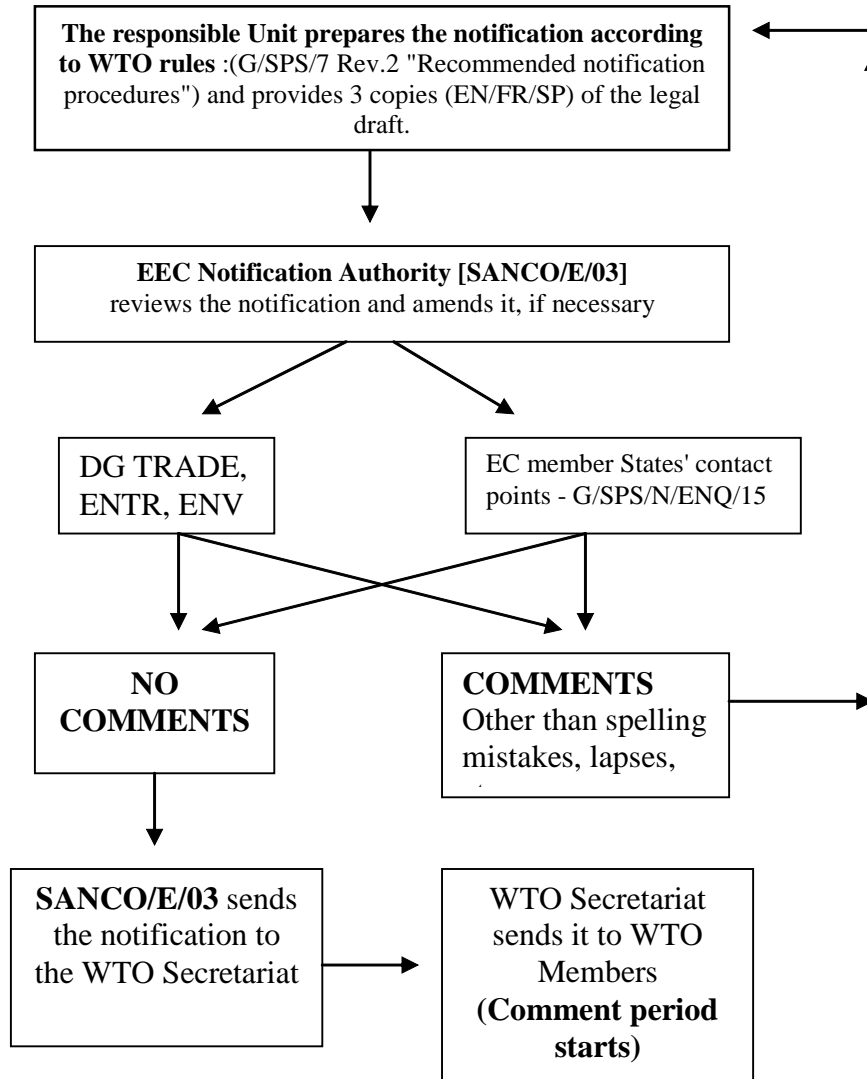 The responsible Unit prepares the notification according
to WTO rules :(G/SPS/7 Rev.2 "Recommended notification
procedures") and provides 3 copies (EN/FR/SP) of the legal
draft.
EEC Notification Authority [SANCO/E/03]
reviews the notification and amends it, if necessary
DG TRADE,
ENTR, ENV
EC member States' contact
points - G/SPS/N/ENQ/15
NO
COMMENTS
COMMENTS
Other than spelling
mistakes, lapses,
SANCO/E/03 sends
the notification to
the WTO Secretariat
WTO Secretariat
sends it to WTO
Members
(Comment period
starts)